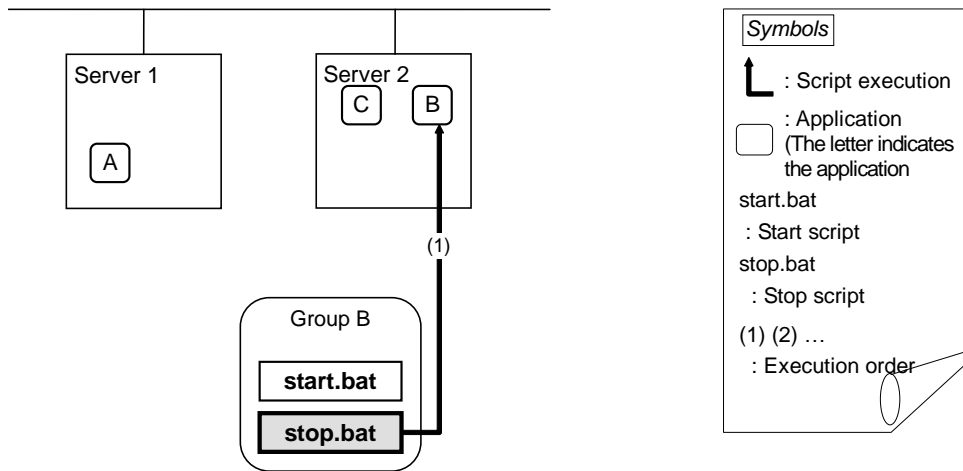 Server 1
A
Server 2
C
B
(1)
Group B
start.bat
stop.bat
Symbols
: Script execution
: Application
(The letter indicates
the application
start.bat
: Start script
stop.bat
: Stop script
(1) (2) …
: Execution order